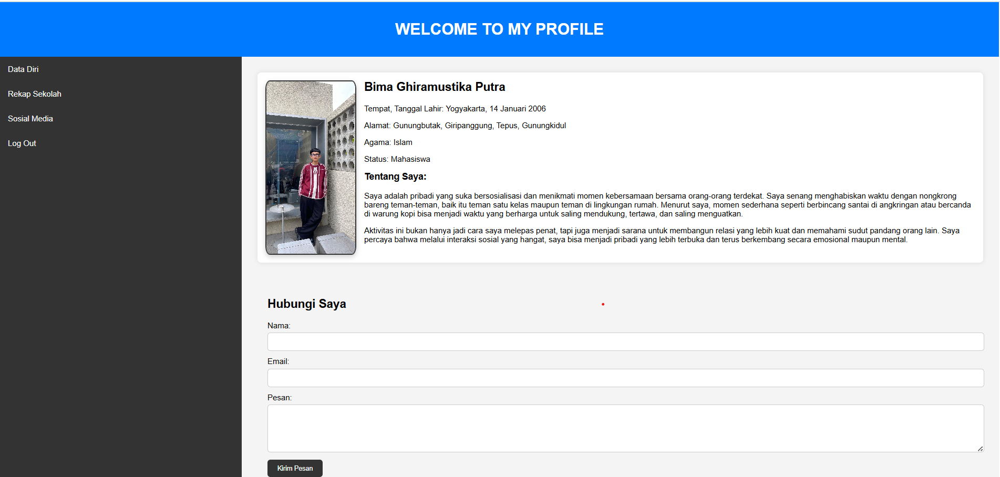 WELCOME TO MY PROFILE
Data Diri
Rekap Sekolah
Sosial Media
Log Out
Bima Ghiramustika Putra
Tempat, Tanggal Lahir: Yogyakarta, 14 Januari 2006
Alamat: Gunungbutak, Giripanggung, Tepus, Gunungkidul
Agama: Islam
Status: Mahasiswa
Tentang Saya:
Saya adalah pribadi yang suka bersosialisasi dan menikmati momen kebersamaan bersama orang-orang terdekat. Saya senang menghabiskan waktu dengan nongkrong
bareng teman-teman, baik itu teman satu kelas maupun teman di lingkungan rumah. Menurut saya, momen sederhana seperti berbincang santai di angkringan atau bercanda
di warung kopi bisa menjadi waktu yang berharga untuk saling mendukung, tertawa, dan saling menguatkan.
Aktivitas ini bukan hanya jadi cara saya melepas penat, tapi juga menjadi sarana untuk membangun relasi yang lebih kuat dan memahami sudut pandang orang lain. Saya
percaya bahwa melalui interaksi sosial yang hangat, saya bisa menjadi pribadi yang lebih terbuka dan terus berkembang secara emosional maupun mental.
Hubungi Saya
Nama:
Email:
Pesan:
Kirim Pesan